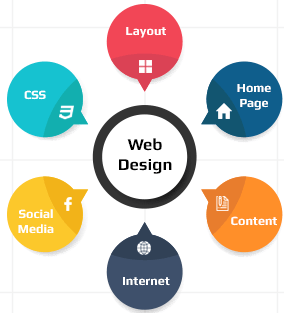 Layout
CSS
Home
Page
Web
Design
Social
Media
Content
Internet